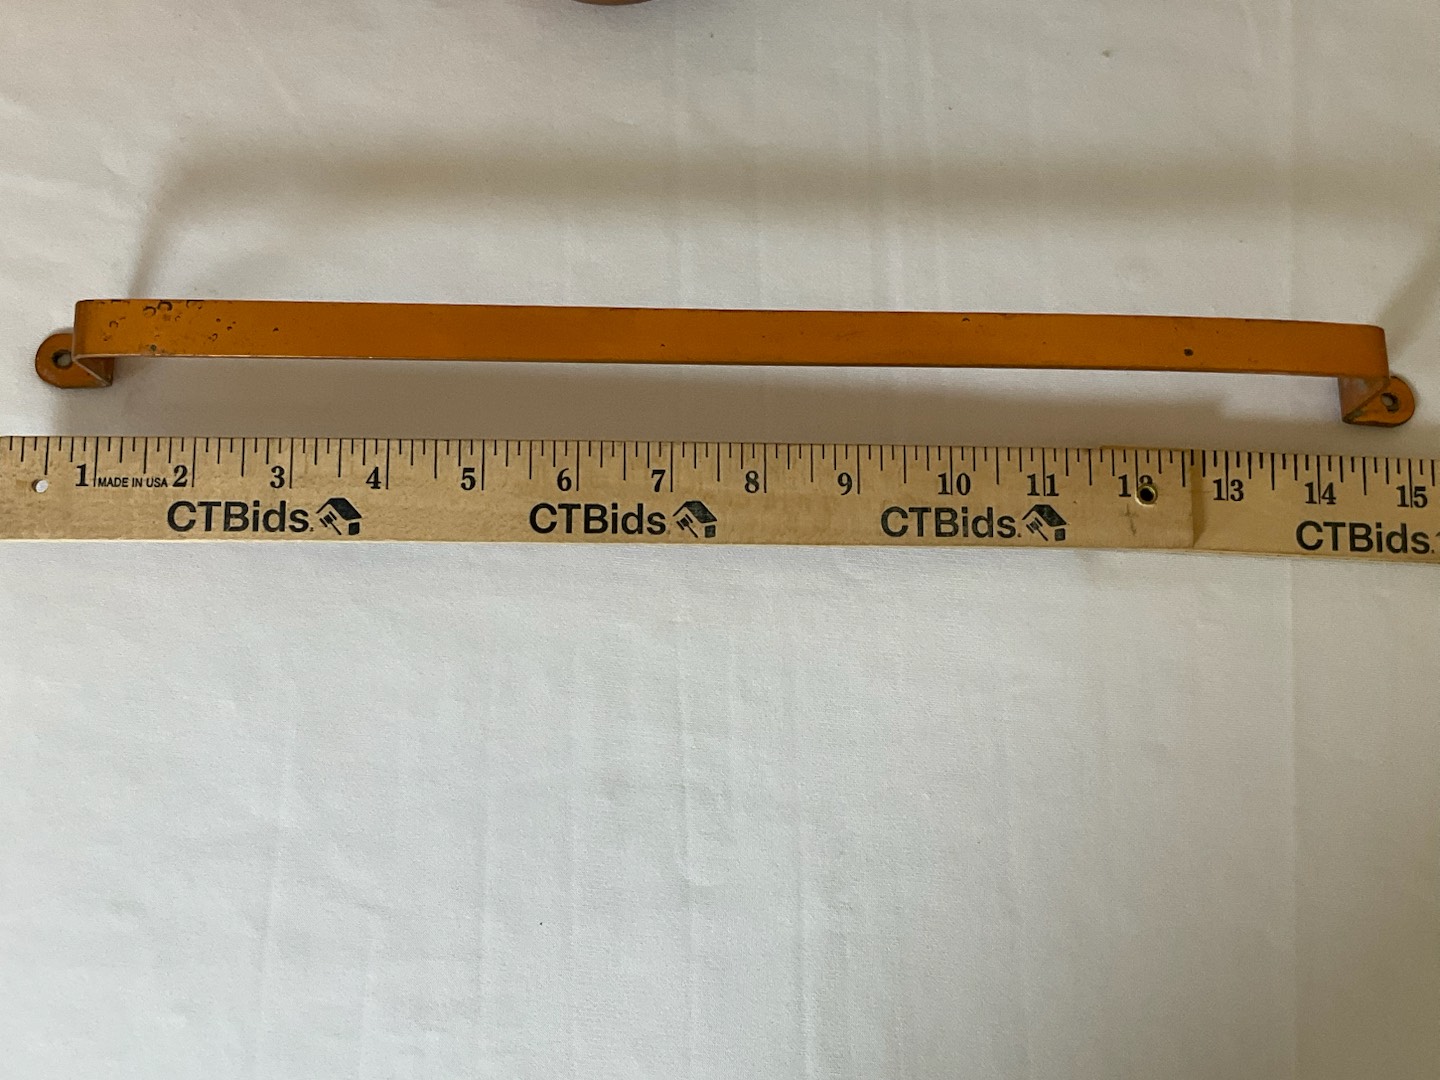 1 MADE IN USA 2 3 4 5 6 7 8 9 10 11 12 13 14 15
CTBids. CTBids. CTBids. CTBids.